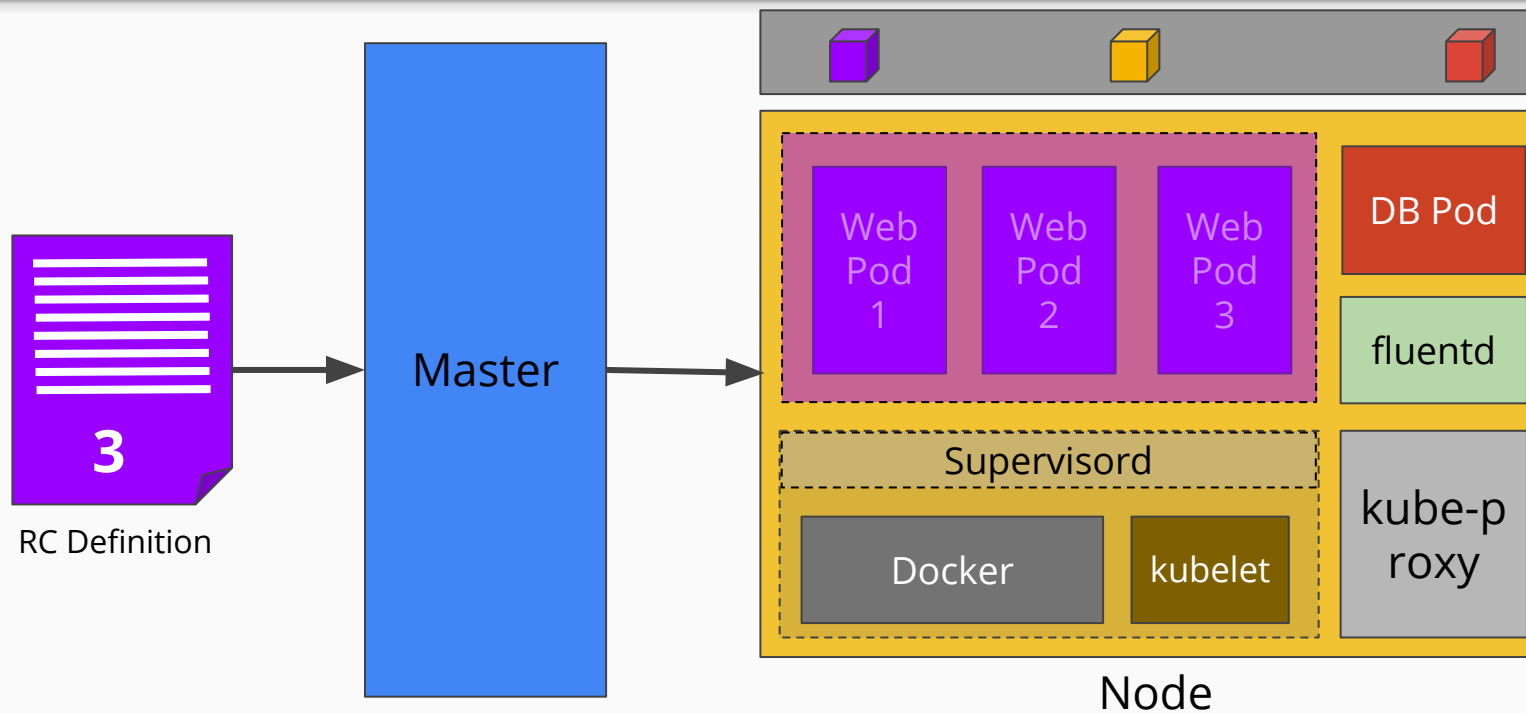 3
RC Definition
Master
Web
Pod
1
Web
Pod
2
Web
Pod
3
DB Pod
fluentd
Supervisord
Docker
kubelet
kube-p
roxy
Node